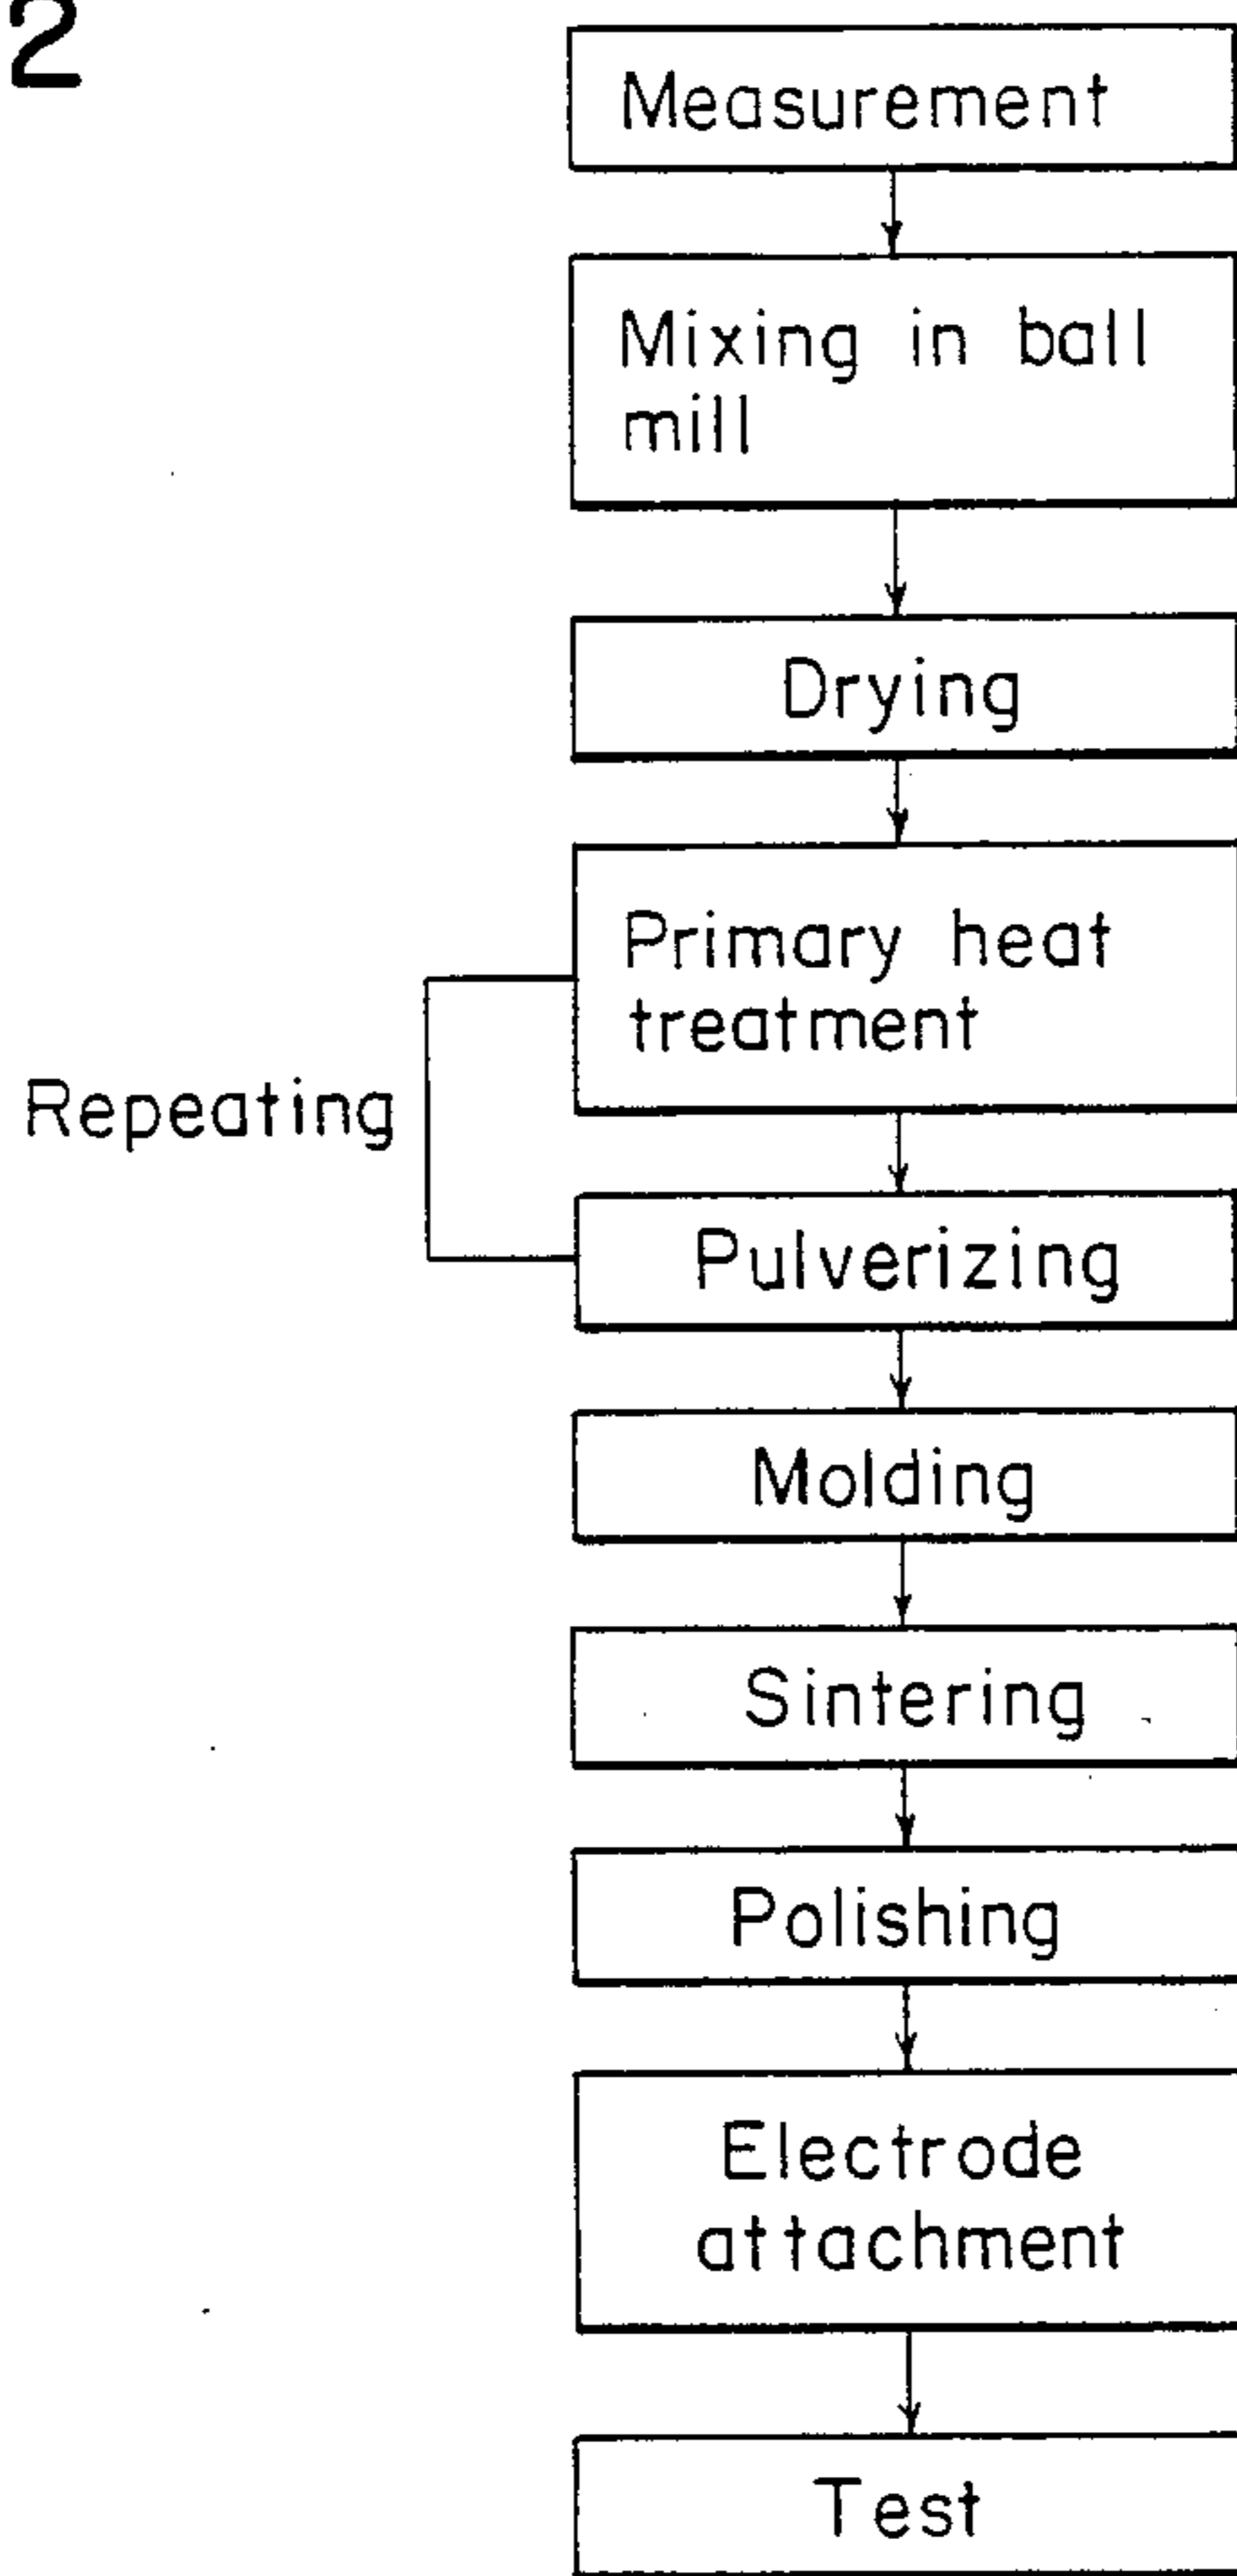 2
Measurement
Mixing in ball
mill
Drying
Primary heat
treatment
Repeating
Pulverizing
Molding
Sintering
Polishing
Electrode
attachment
Test